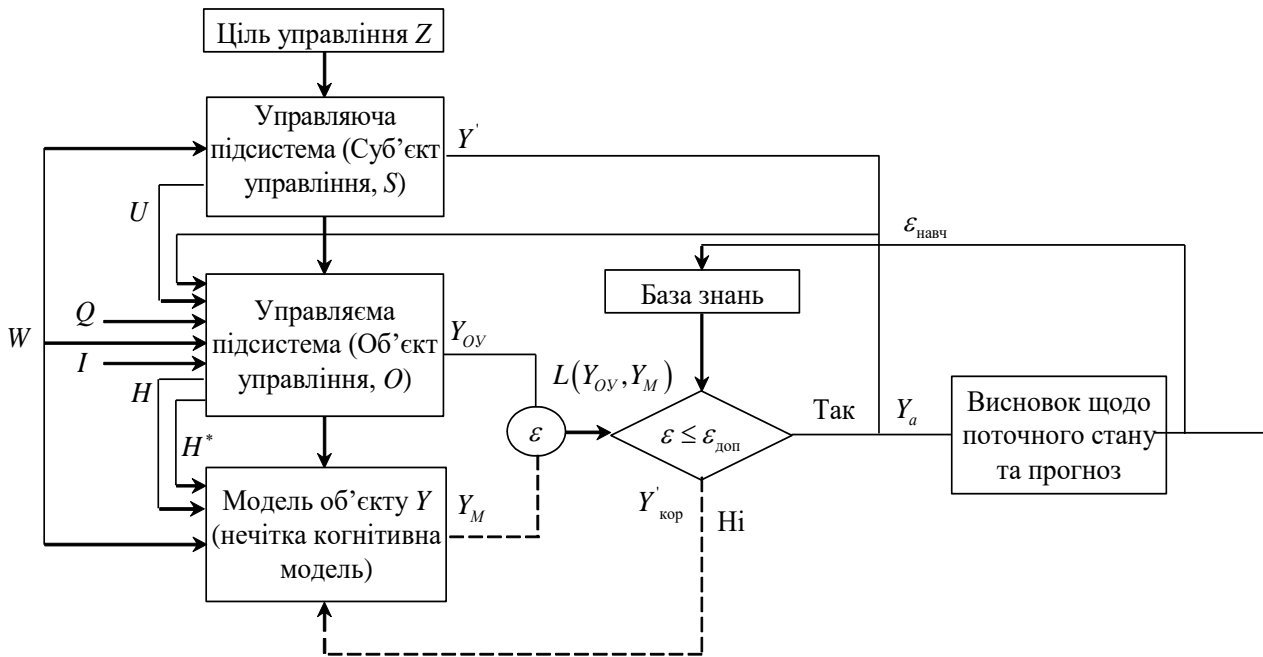 Ціль управління Z
Управляюча
підсистема (Суб’єкт
управління, S)
Y'
U
ε навч
База знань
Q
W
I
Управляєма
підсистема (Об’єкт
управління, O)
Y ОУ
L(Y ОУ, Y М)
H
H*
ε
ε ≤ ε доп
Так
Y a
Висновок щодо
поточного стану
та прогноз
Модель об’єкту Y
(нечітка когнітивна
модель)
Y М
Y' кор
Ні